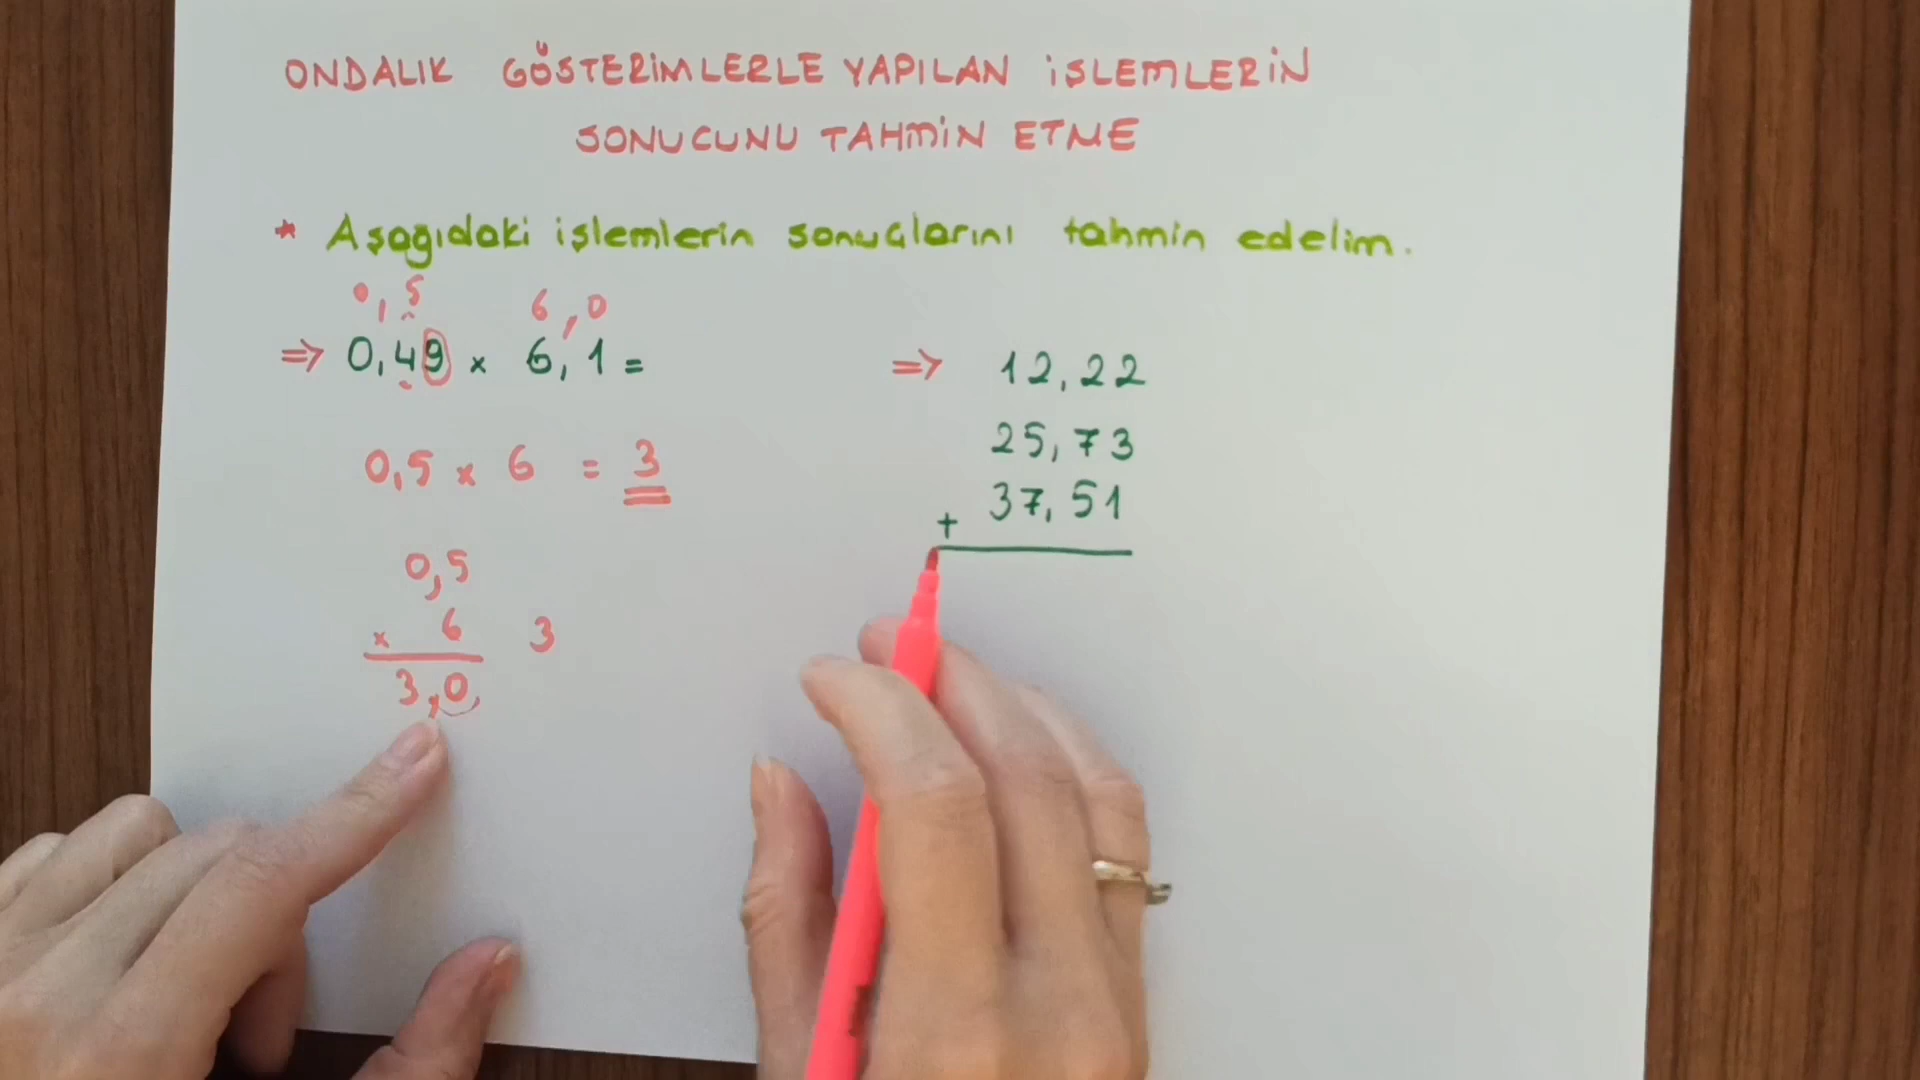 ONDALIK GÖSTERİMLERLE YAPILAN İŞLEMLERİN
SONUCUNU TAHMİN ETME
* Aşağıdaki işlemlerin sonuçlarını tahmin edelim.
0,5 6,0
⇒ 0,49 x 6,1 =
0,5 x 6 = 3
0,5
x 6 3
3,0
⇒ 12,22
25,73
+ 37,51